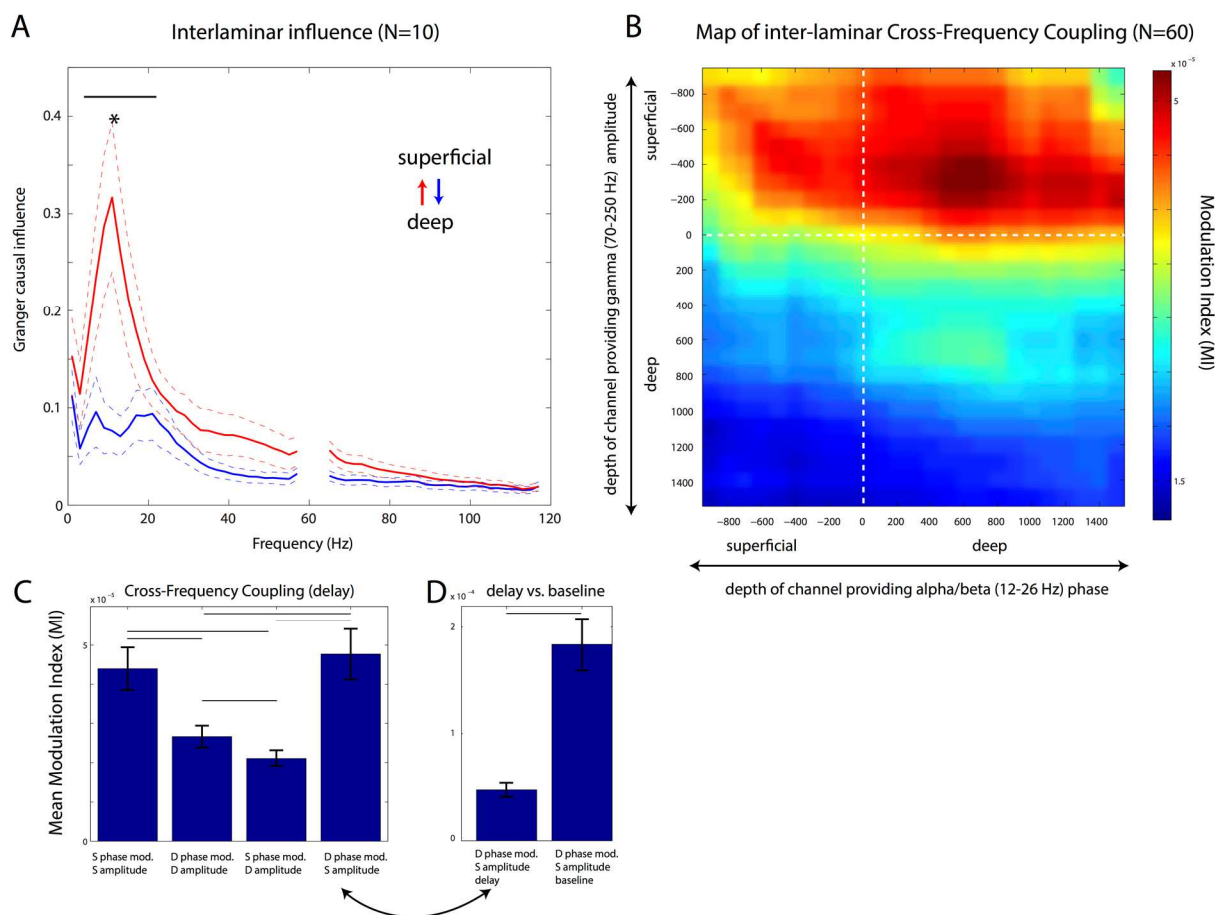 A
Interlaminar influence (N=10)
0.4
0.3
0.2
0.1
0
Granger causal influence
*
superficial
deep
0 20 40 60 80 100 120
Frequency (Hz)
B
Map of inter-laminar Cross-Frequency Coupling (N=60)
superficial
deep
depth of channel providing gamma (70-250 Hz) amplitude
−800
−600
−400
−200
0
200
400
600
800
1000
1200
1400
−800 −600 −400 −200 0 200 400 600 800 1000 1200 1400
superficial deep
depth of channel providing alpha/beta (12-26 Hz) phase
x 10⁻⁵
5
1.5
Modulation Index (MI)
C
Cross-Frequency Coupling (delay)
x 10⁻⁵
5
0
Mean Modulation Index (MI)
S phase mod. D phase mod. S phase mod. D phase mod.
S amplitude D amplitude D amplitude S amplitude
D
delay vs. baseline
x 10⁻⁴
2
1
0
D phase mod. D phase mod.
S amplitude S amplitude
delay baseline